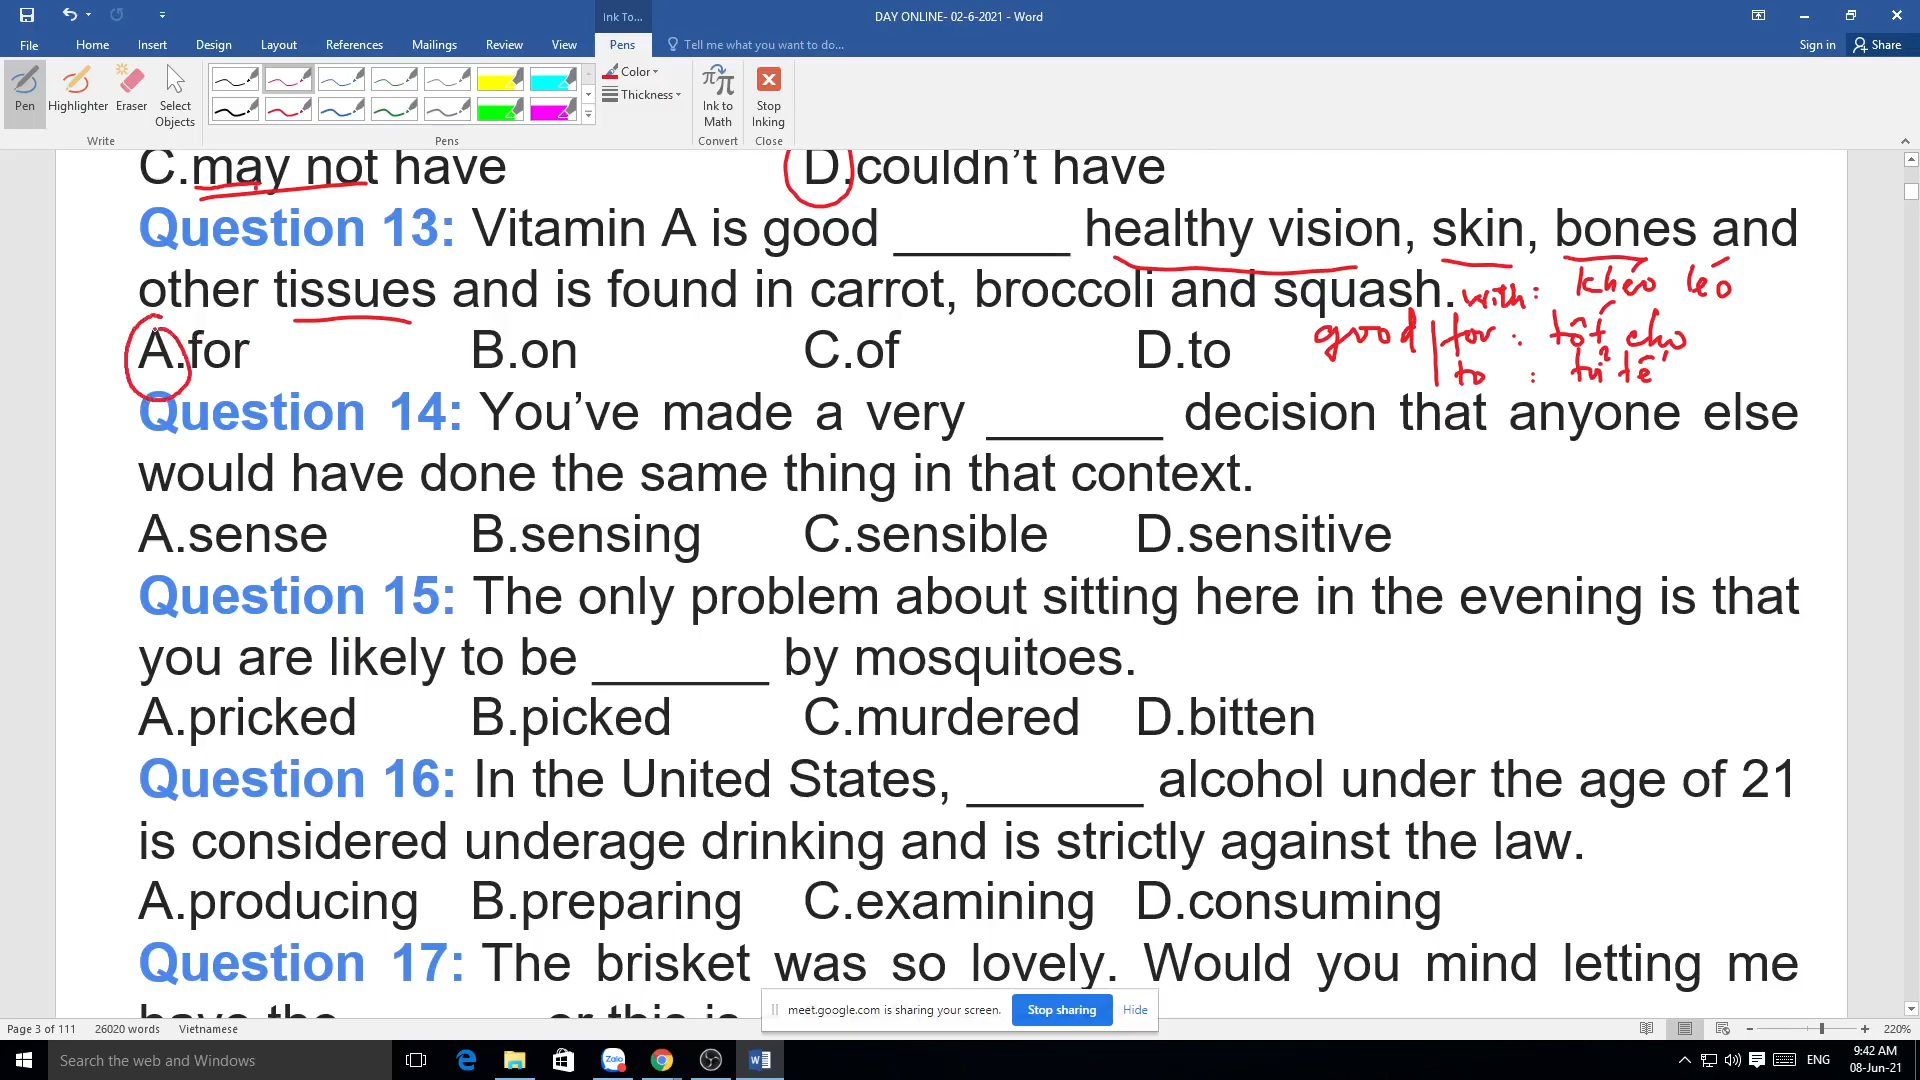 Ink To...
DAY ONLINE- 02-6-2021 - Word
File Home Insert Design Layout References Mailings Review View Pens Tell me what you want to do... Sign in Share
Pen Highlighter Eraser Select Objects
Color
Thickness
Ink to Math
Stop Inking
Write Pens Convert Close
C.may not have D.couldn't have
Question 13: Vitamin A is good _______ healthy vision, skin, bones and
other tissues and is found in carrot, broccoli and squash.
with: khéo léo
good for: tốt cho
to: tử tế
A.for B.on C.of D.to
Question 14: You've made a very _______ decision that anyone else
would have done the same thing in that context.
A.sense B.sensing C.sensible D.sensitive
Question 15: The only problem about sitting here in the evening is that
you are likely to be _______ by mosquitoes.
A.pricked B.picked C.murdered D.bitten
Question 16: In the United States, _______ alcohol under the age of 21
is considered underage drinking and is strictly against the law.
A.producing B.preparing C.examining D.consuming
Question 17: The brisket was so lovely. Would you mind letting me
have the or this is
meet.google.com is sharing your screen. Stop sharing Hide
Page 3 of 111 26020 words Vietnamese 220%
Search the web and Windows
Zalo
ENG
9:42 AM
08-Jun-21